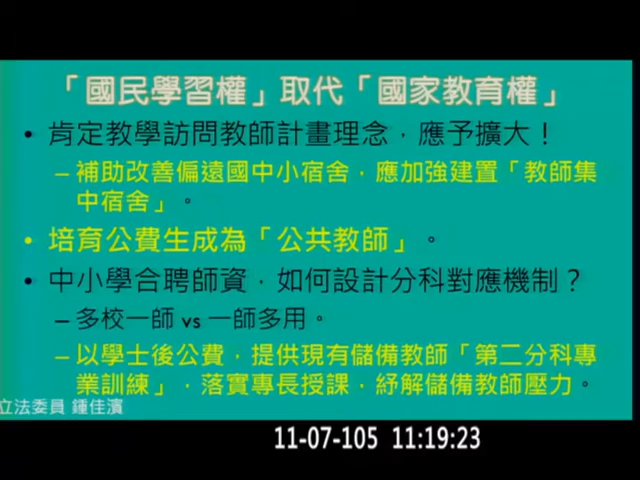 「國民學習權」取代「國家教育權」
• 肯定教學訪問教師計畫理念，應予擴大！
– 補助改善偏遠國中小宿舍，應加強建置「教師集
中宿舍」。
• 培育公費生成為「公共教師」。
• 中小學合聘師資，如何設計分科對應機制？
– 多校一師 vs 一師多用。
– 以學士後公費，提供現有儲備教師「第二分科專
業訓練」，落實專長授課，紓解儲備教師壓力。
立法委員 鍾佳濱
11-07-105 11:19:23